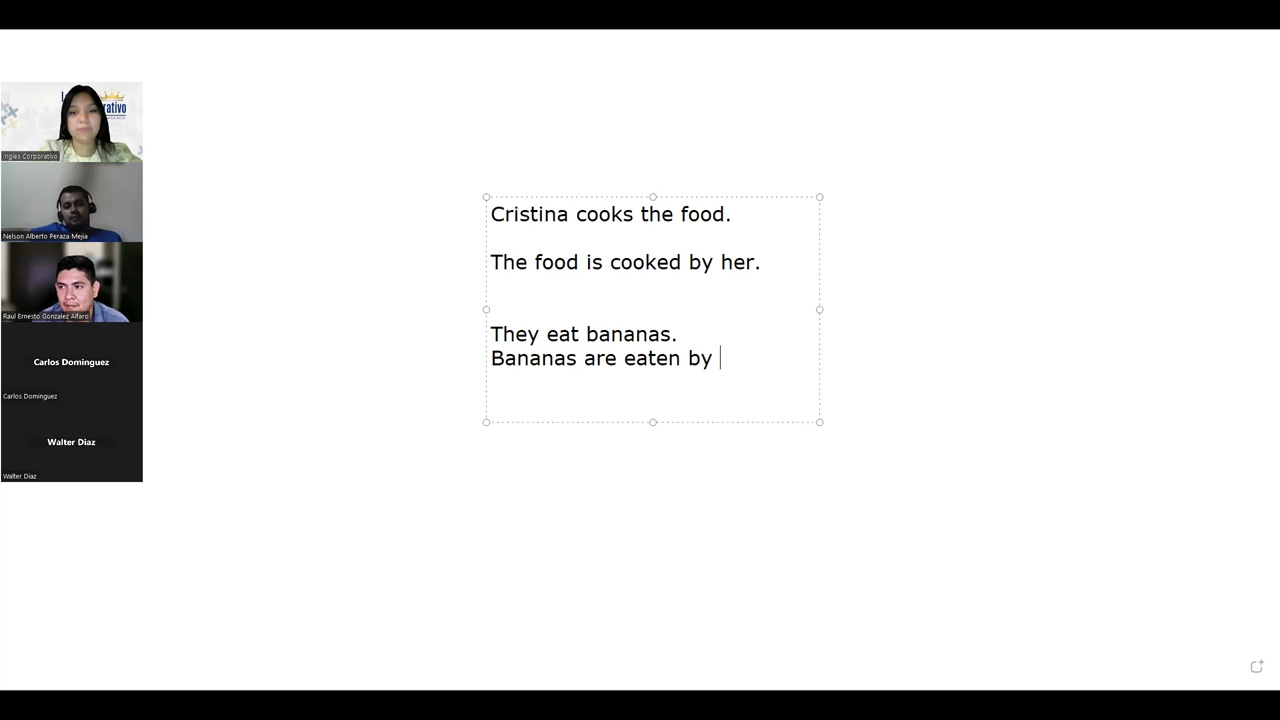 rativo
Ingles Corporativo
Nelson Alberto Peraza Mejia
Raul Ernesto Gonzalez Alfaro
Carlos Dominguez
Carlos Dominguez
Walter Diaz
Walter Diaz
Cristina cooks the food.
The food is cooked by her.
They eat bananas.
Bananas are eaten by